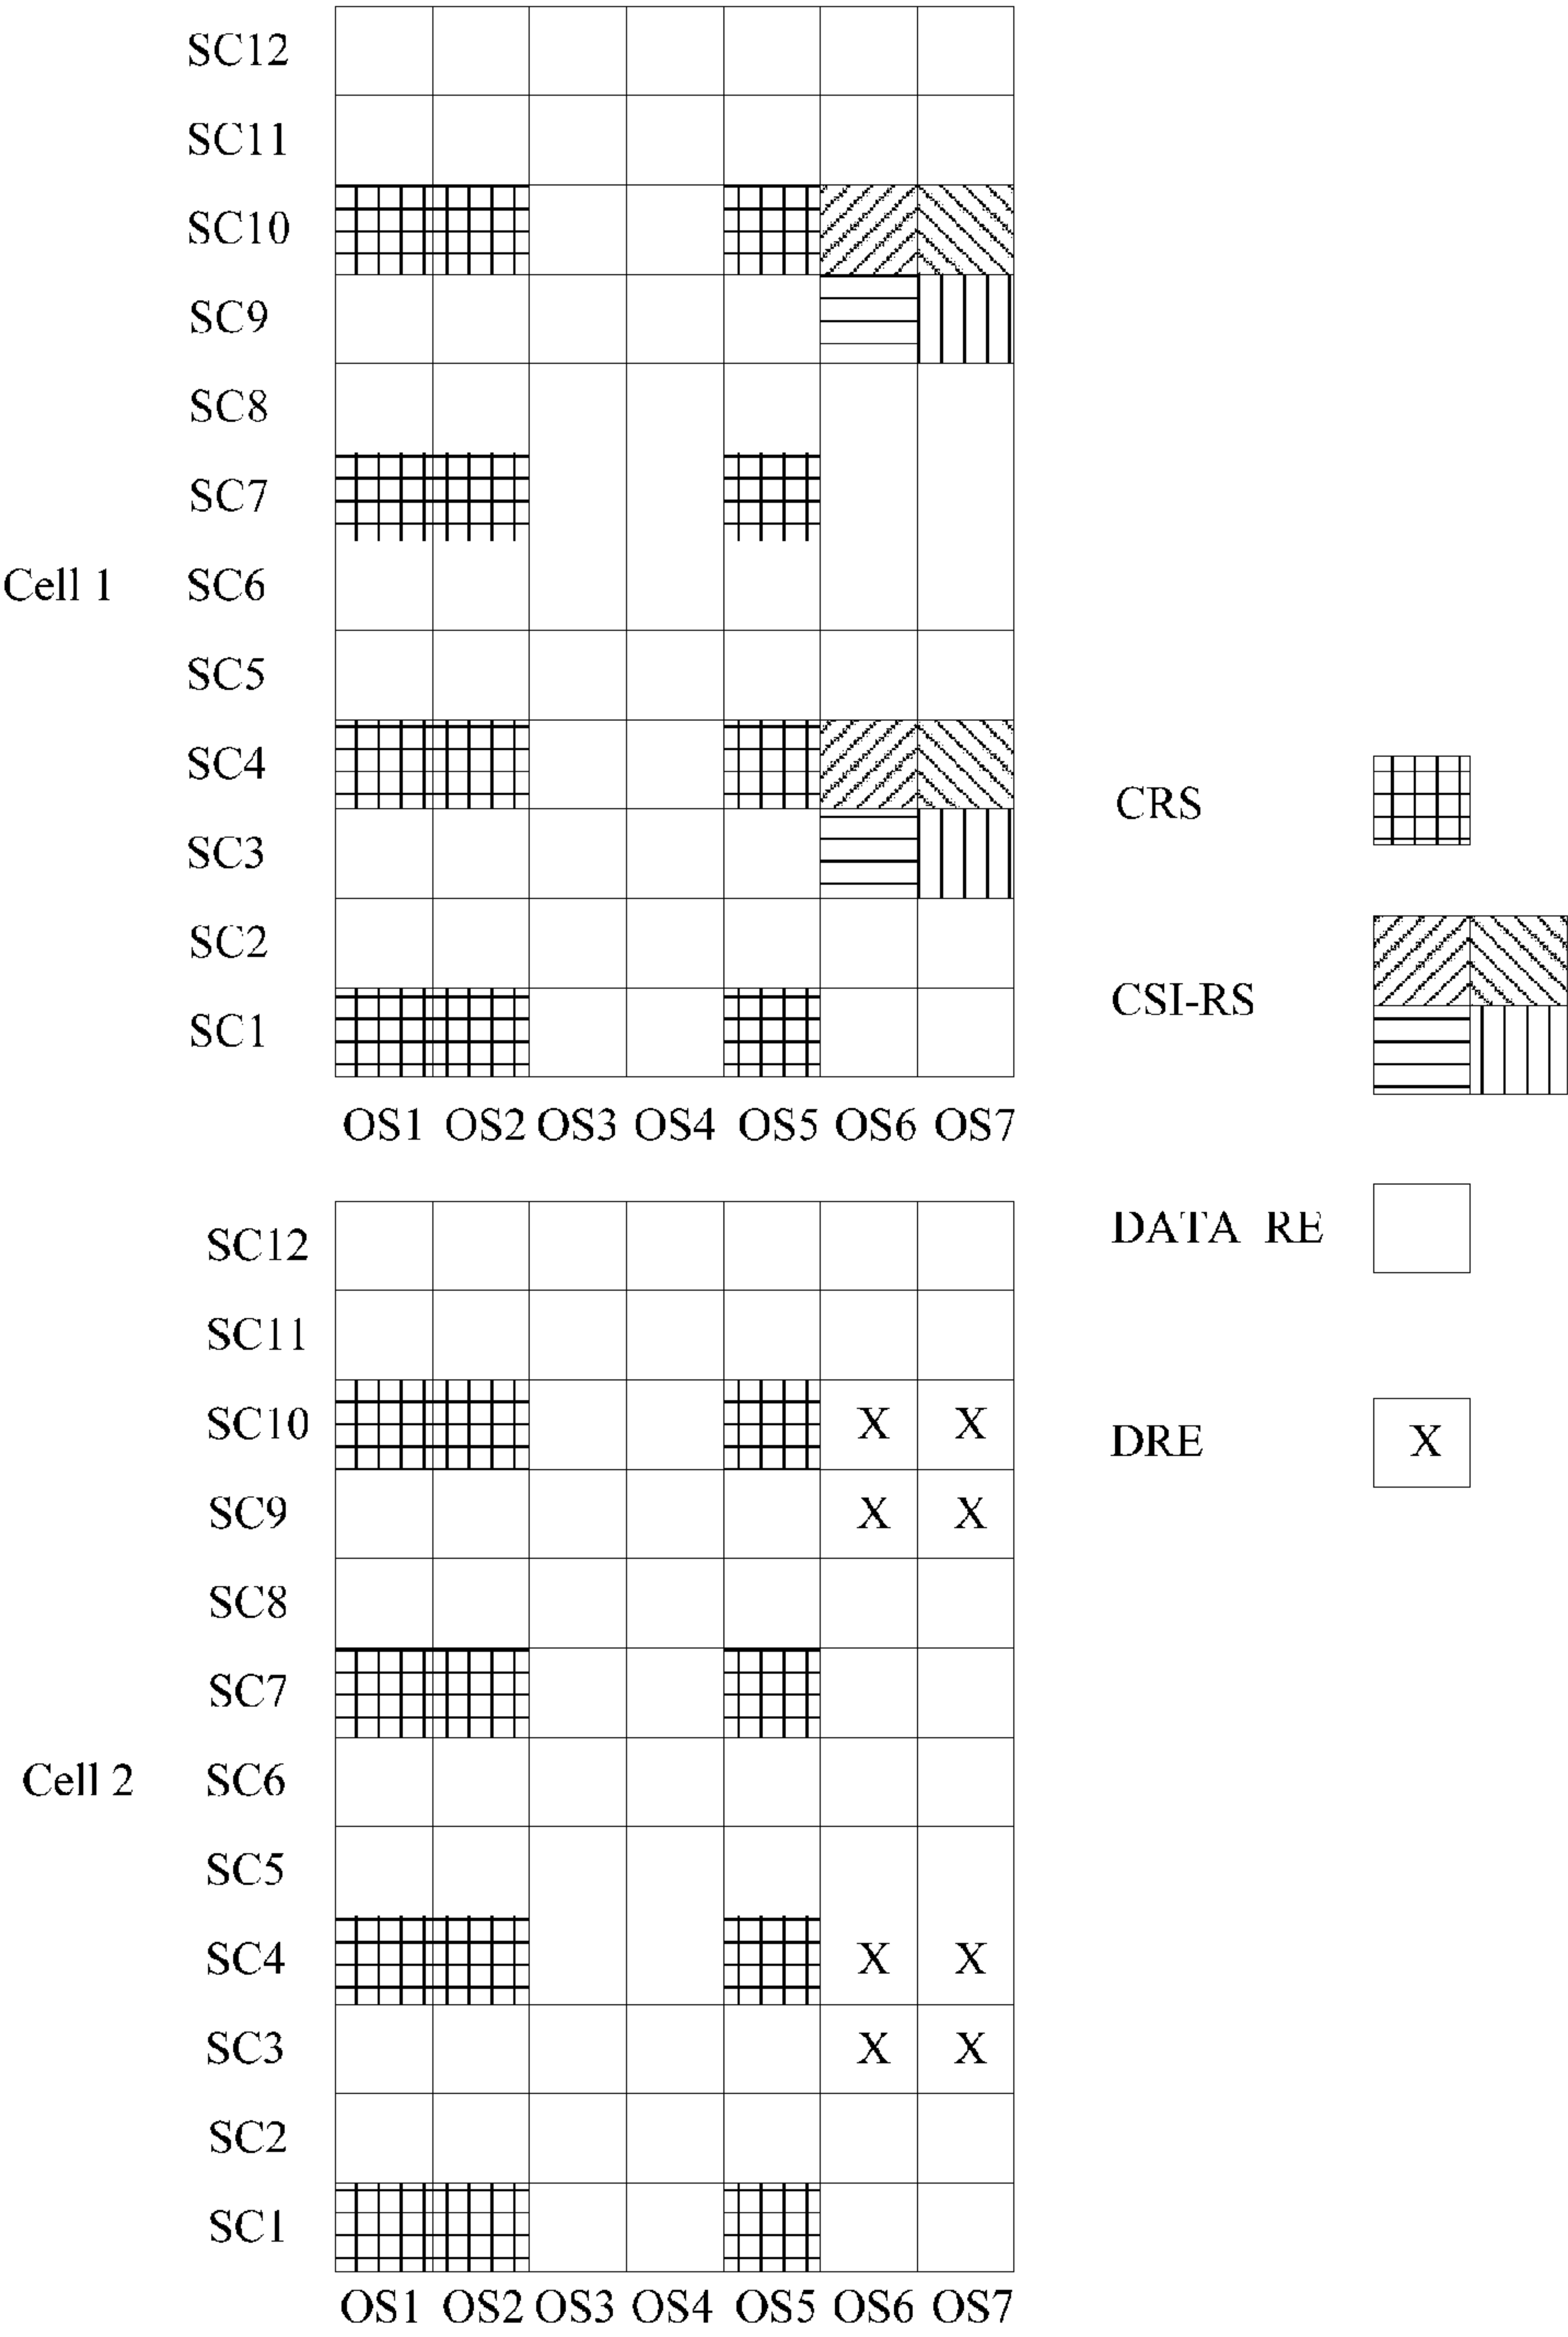 SC12
SC11
SC10
SC9
SC8
SC7
Cell 1 SC6
SC5
SC4
SC3
SC2
SC1
OS1 OS2 OS3 OS4 OS5 OS6 OS7
CRS
CSI-RS
DATA RE
DRE X
SC12
SC11
SC10 X X
SC9 X X
SC8
SC7
Cell 2 SC6
SC5
SC4 X X
SC3 X X
SC2
SC1
OS1 OS2 OS3 OS4 OS5 OS6 OS7